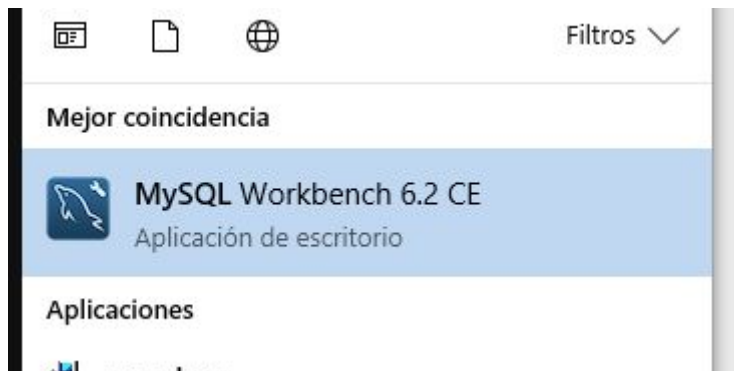 Filtros
Mejor coincidencia
MySQL Workbench 6.2 CE
Aplicación de escritorio
Aplicaciones